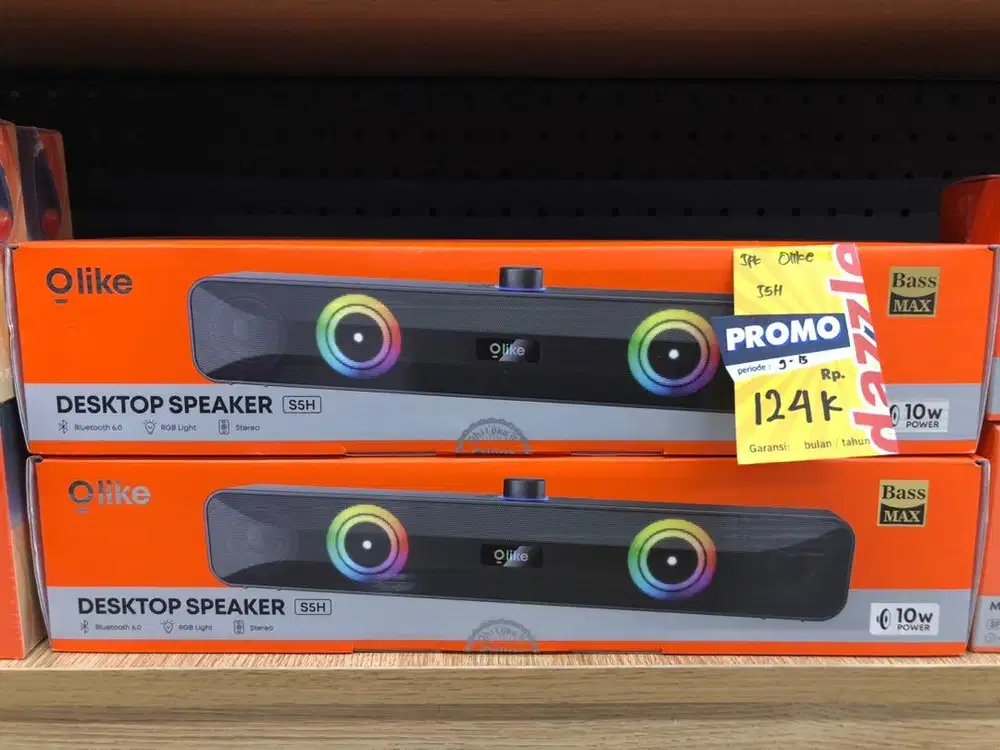 Olike
Olike
Bass
MAX
DESKTOP SPEAKER S5H
Bluetooth 6.0 RGB Light Stereo
10w
POWER
Spk Olike
S5H
PROMO
periode :
Rp.
124K
Garansi: bulan / tahun
dazzle
Olike
Olike
Bass
MAX
DESKTOP SPEAKER S5H
Bluetooth 6.0 RGB Light Stereo
10w
POWER